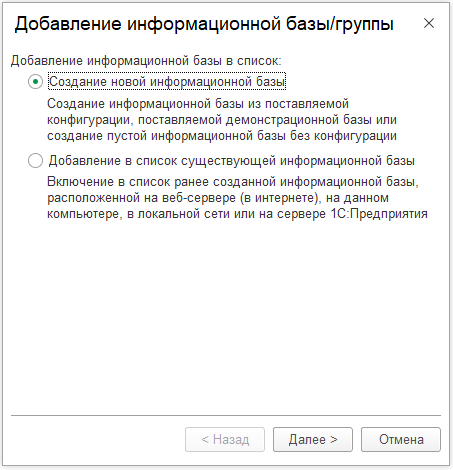 Добавление информационной базы/группы
Добавление информационной базы в список:
Создание новой информационной базы
Создание информационной базы из поставляемой
конфигурации, поставляемой демонстрационной базы или
создание пустой информационной базы без конфигурации
Добавление в список существующей информационной базы
Включение в список ранее созданной информационной базы,
расположенной на веб-сервере (в интернете), на данном
компьютере, в локальной сети или на сервере 1С:Предприятия
< Назад
Далее >
Отмена